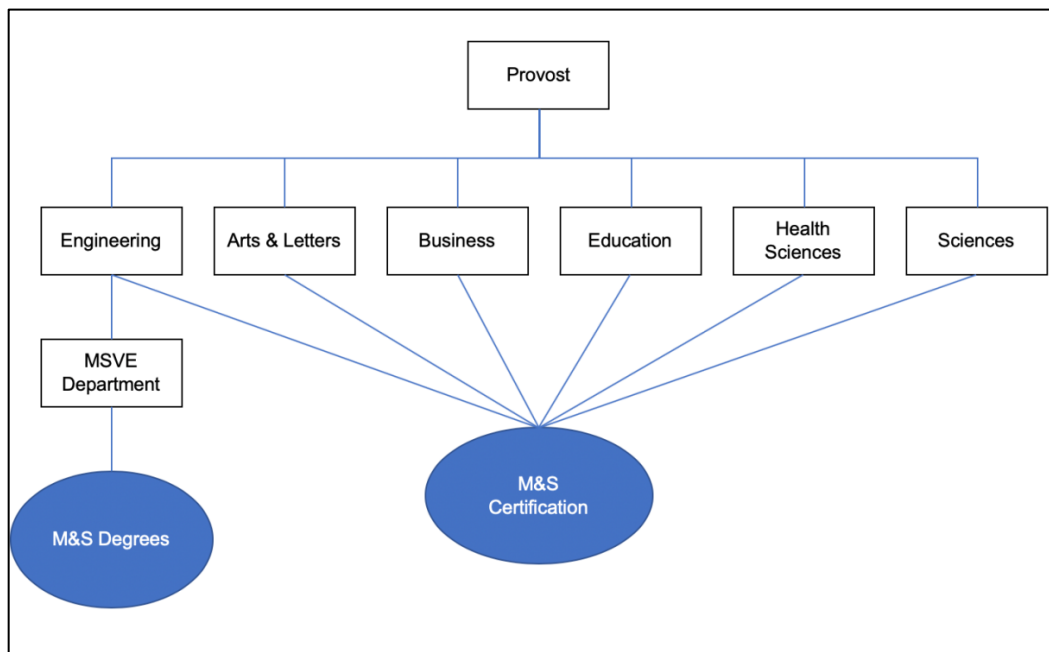 Provost
Engineering
Arts & Letters
Business
Education
Health
Sciences
Sciences
MSVE
Department
M&S
Certification
M&S Degrees